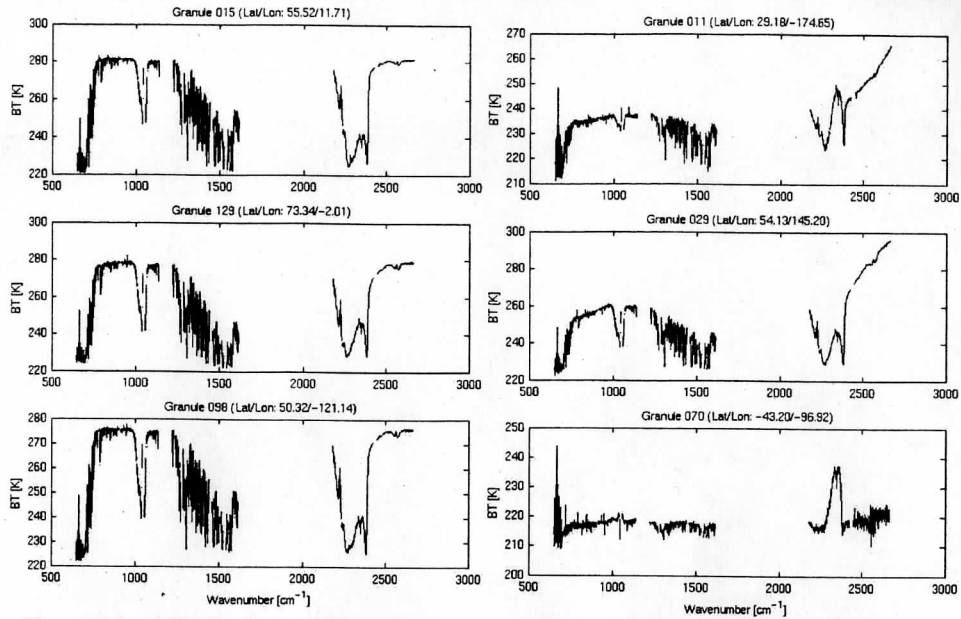 Granule 015 (Lat/Lon: 55.52/11.71)
300
280
260
240
220
BT [K]
500 1000 1500 2000 2500 3000
Granule 011 (Lat/Lon: 29.18/-174.65)
270
260
250
240
230
220
210
BT [K]
500 1000 1500 2000 2500 3000
Granule 129 (Lat/Lon: 73.34/-2.01)
300
280
260
240
220
BT [K]
500 1000 1500 2000 2500 3000
Granule 029 (Lat/Lon: 54.13/145.20)
300
280
260
240
220
BT [K]
500 1000 1500 2000 2500 3000
Granule 098 (Lat/Lon: 50.32/-121.14)
280
270
260
250
240
230
220
BT [K]
500 1000 1500 2000 2500 3000
Wavenumber [cm⁻¹]
Granule 070 (Lat/Lon: -43.20/-96.92)
250
240
230
220
210
200
BT [K]
500 1000 1500 2000 2500 3000
Wavenumber [cm⁻¹]